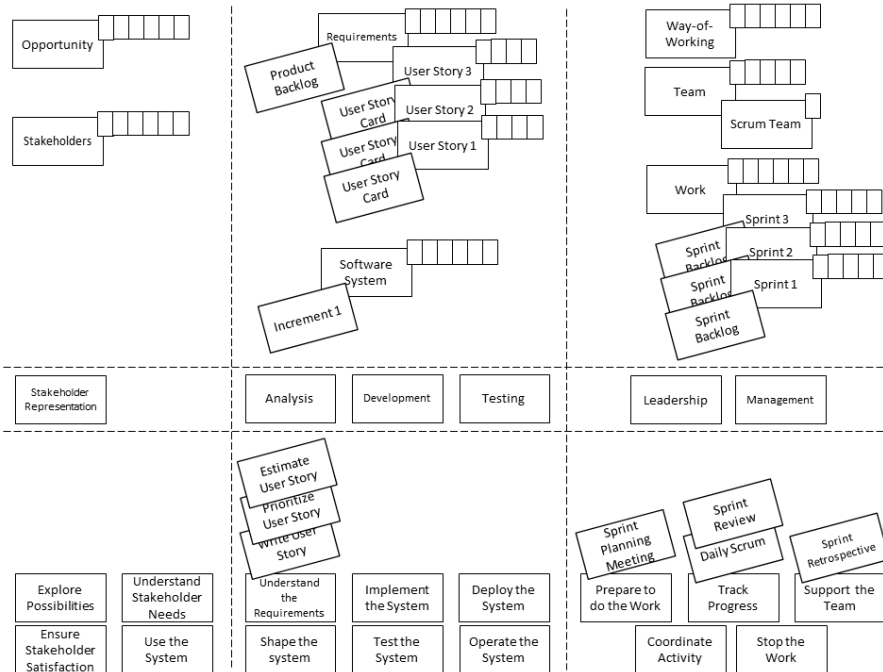 Opportunity
Stakeholders
Requirements
Product
Backlog
User Story 3
User Story
Card
User Story 2
User Story
Card
User Story 1
User Story
Card
Software
System
Increment 1
Way-of-
Working
Team
Scrum Team
Work
Sprint 3
Sprint
Backlog
Sprint 2
Sprint
Backlog
Sprint 1
Sprint
Backlog
Stakeholder
Representation
Analysis
Development
Testing
Leadership
Management
Estimate
User Story
Prioritize
User Story
Write User
Story
Sprint
Planning
Meeting
Sprint
Review
Daily Scrum
Sprint
Retrospective
Explore
Possibilities
Understand
Stakeholder
Needs
Understand
the
Requirements
Implement
the System
Deploy the
System
Prepare to
do the Work
Track
Progress
Support the
Team
Ensure
Stakeholder
Satisfaction
Use the
System
Shape the
system
Test the
System
Operate the
System
Coordinate
Activity
Stop the
Work